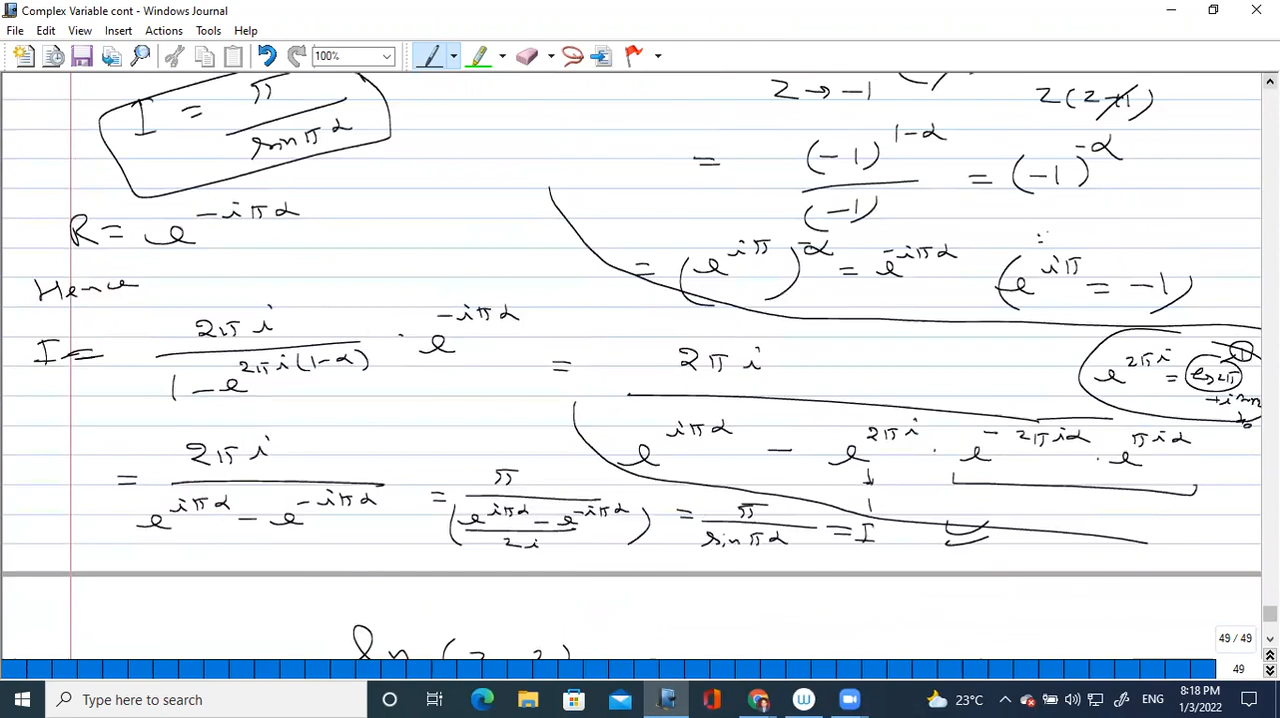 Complex Variable cont - Windows Journal
File Edit View Insert Actions Tools Help
100%
I = π / sin πα
R = e^{-iπα}
Hence
I = 2πi / (1 - e^{2πi(1-α)}) · e^{-iπα}
= 2πi / (e^{iπα} - e^{-iπα}) = π / ((e^{iπα} - e^{-iπα}) / 2i) = π / sin πα = I
z → -1
z(z+1)
= (-1)^{1-α} / (-1) = (-1)^{-α}
= (e^{iπ})^{-α} = e^{-iπα} (e^{iπ} = -1)
= 2πi / (e^{iπα} - e^{2πi} · e^{-2πiα} · e^{πiα})
1
e^{2πi} = cos 2π
ln
49 / 49
49
Type here to search
23°C
ENG
8:18 PM
1/3/2022